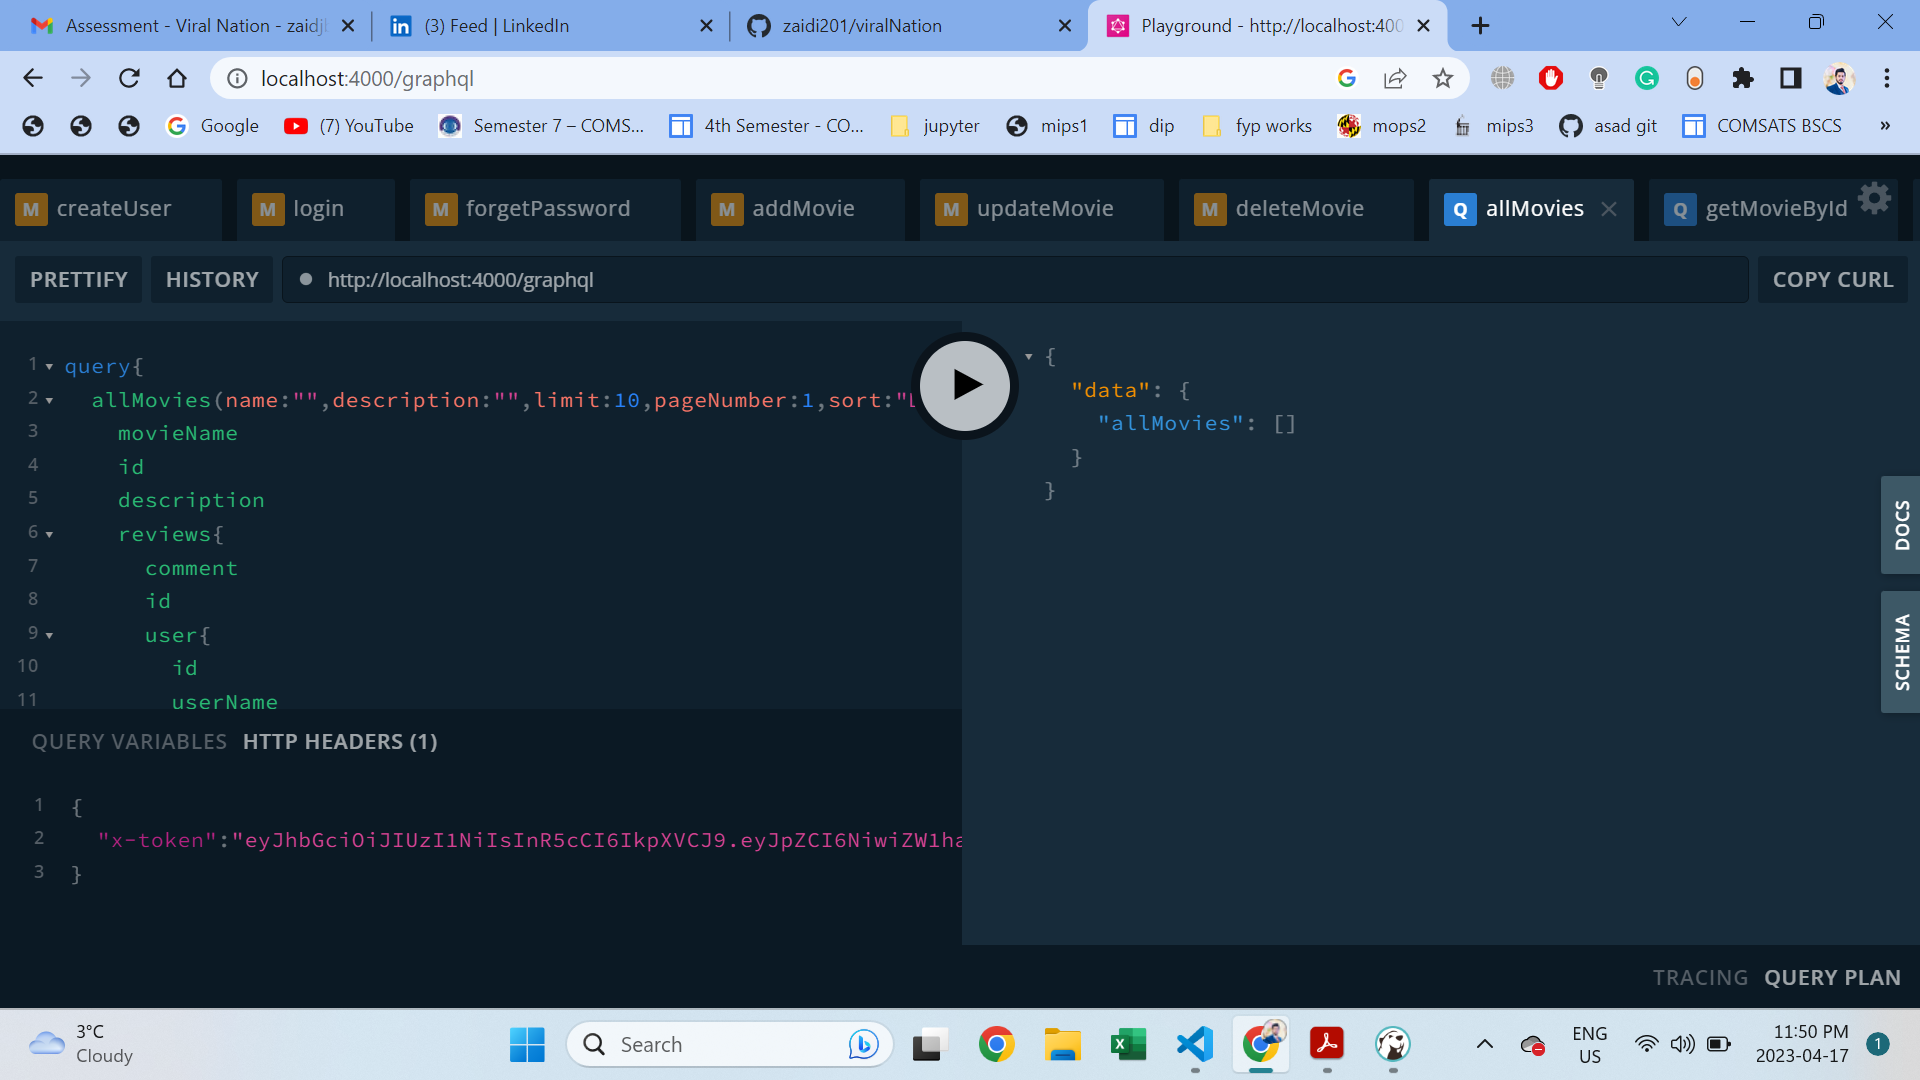 Assessment - Viral Nation - zaidj
(3) Feed | LinkedIn
zaidi201/viralNation
Playground - http://localhost:400
localhost:4000/graphql
Google
(7) YouTube
Semester 7 – COMS...
4th Semester - CO...
jupyter
mips1
dip
fyp works
mops2
mips3
asad git
COMSATS BSCS
»
M createUser
M login
M forgetPassword
M addMovie
M updateMovie
M deleteMovie
Q allMovies
Q getMovieById
PRETTIFY
HISTORY
http://localhost:4000/graphql
COPY CURL
1 query{
2 allMovies(name:"",description:"",limit:10,pageNumber:1,sort:"
3 movieName
4 id
5 description
6 reviews{
7 comment
8 id
9 user{
10 id
11 userName
{
"data": {
"allMovies": []
}
}
DOCS
SCHEMA
QUERY VARIABLES HTTP HEADERS (1)
1 {
2 "x-token":"eyJhbGciOiJIUzI1NiIsInR5cCI6IkpXVCJ9.eyJpZCI6NiwiZW1ha
3 }
TRACING QUERY PLAN
3°C
Cloudy
Search
ENG
US
11:50 PM
2023-04-17
1